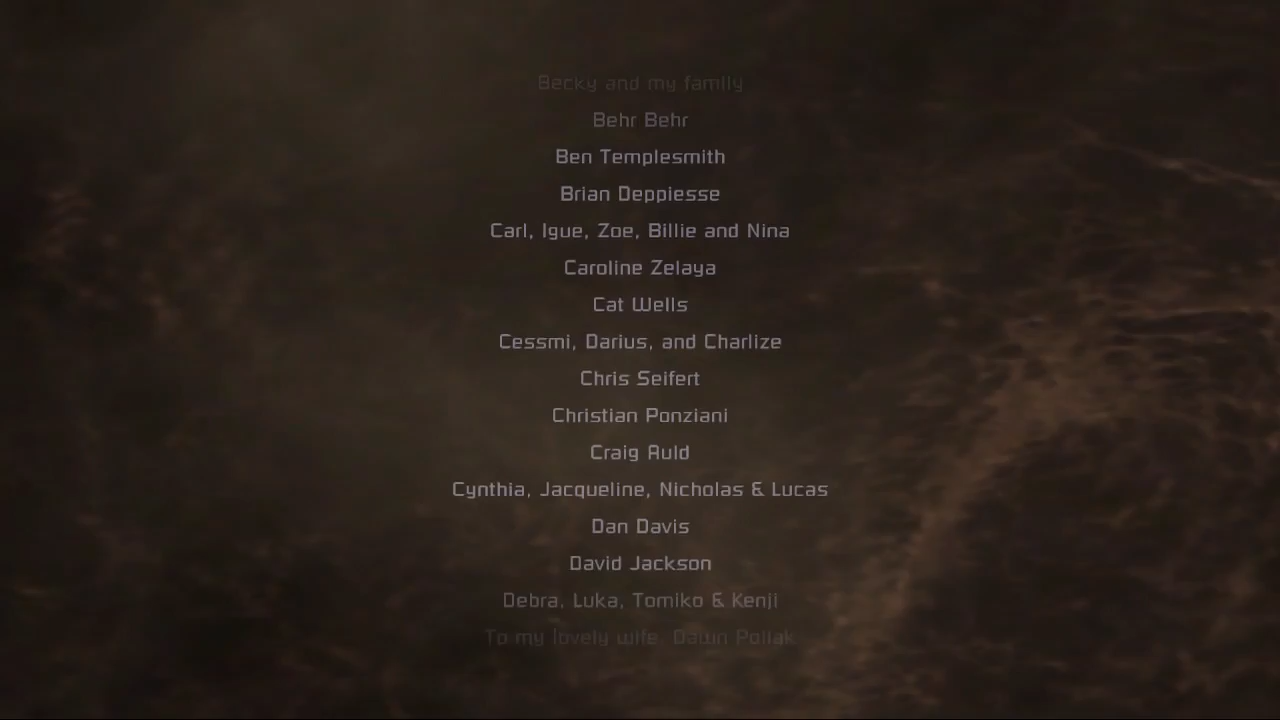 Becky and my family
Behr Behr
Ben Templesmith
Brian Deppiesse
Carl, Igue, Zoe, Billie and Nina
Caroline Zelaya
Cat Wells
Cessmi, Darius, and Charlize
Chris Seifert
Christian Ponziani
Craig Auld
Cynthia, Jacqueline, Nicholas & Lucas
Dan Davis
David Jackson
Debra, Luka, Tomiko & Kenji
To my lovely wife, Dawn Pollak